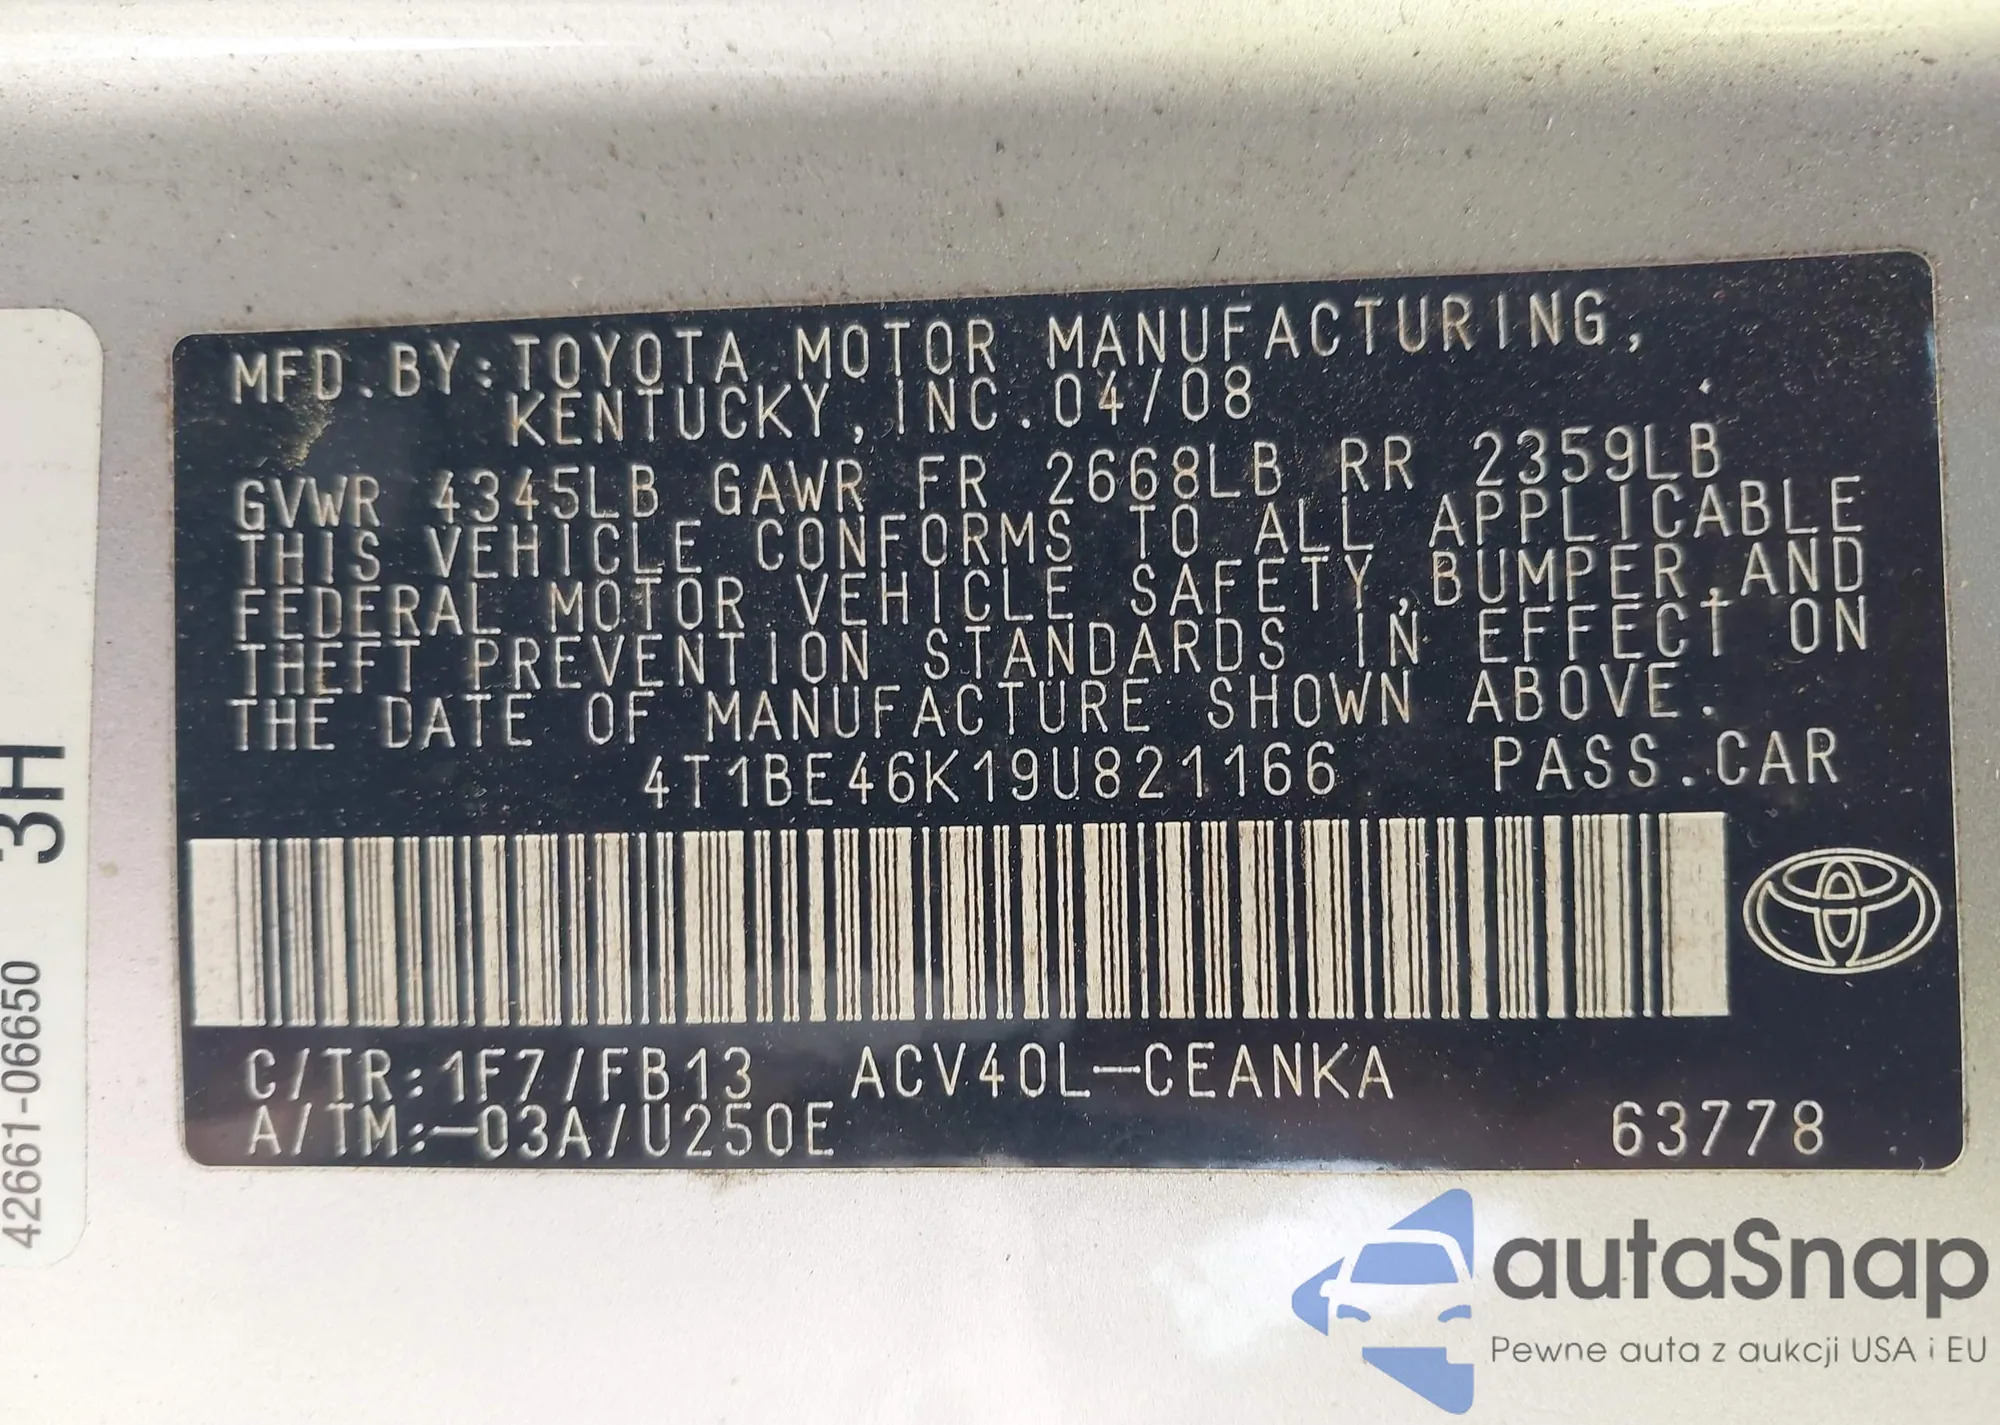 MFD.BY:TOYOTA MOTOR MANUFACTURING,
KENTUCKY,INC.04/08
GVWR 4345LB GAWR FR 2668LB RR 2359LB
THIS VEHICLE CONFORMS TO ALL APPLICABLE
FEDERAL MOTOR VEHICLE SAFETY,BUMPER,AND
THEFT PREVENTION STANDARDS IN EFFECT ON
THE DATE OF MANUFACTURE SHOWN ABOVE.
4T1BE46K19U821166 PASS.CAR
C/TR:1F7/FB13 ACV40L-CEANKA
A/TM:-03A/U250E 63778
3H
42661-06650
autaSnap
Pewne auta z aukcji USA i EU